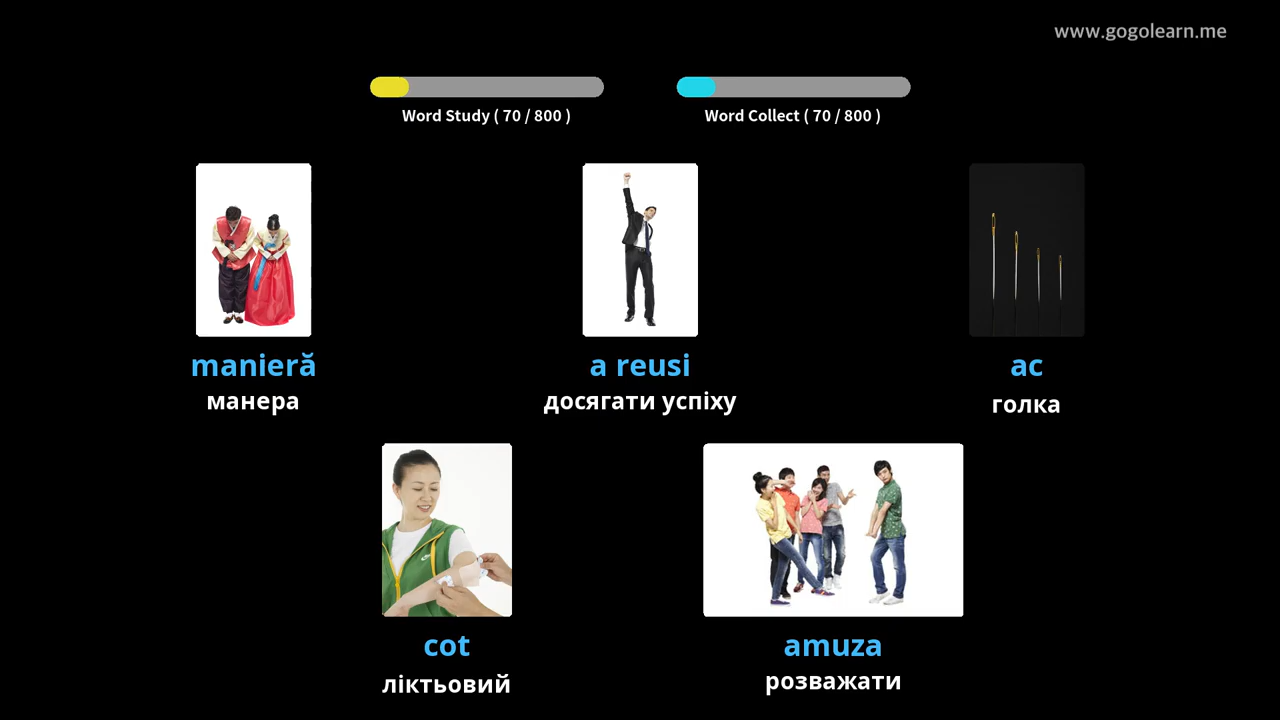 www.gogolearn.me
Word Study ( 70 / 800 )
Word Collect ( 70 / 800 )
manieră
манера
a reusi
досягати успіху
ac
голка
cot
ліктьовий
amuza
розважати